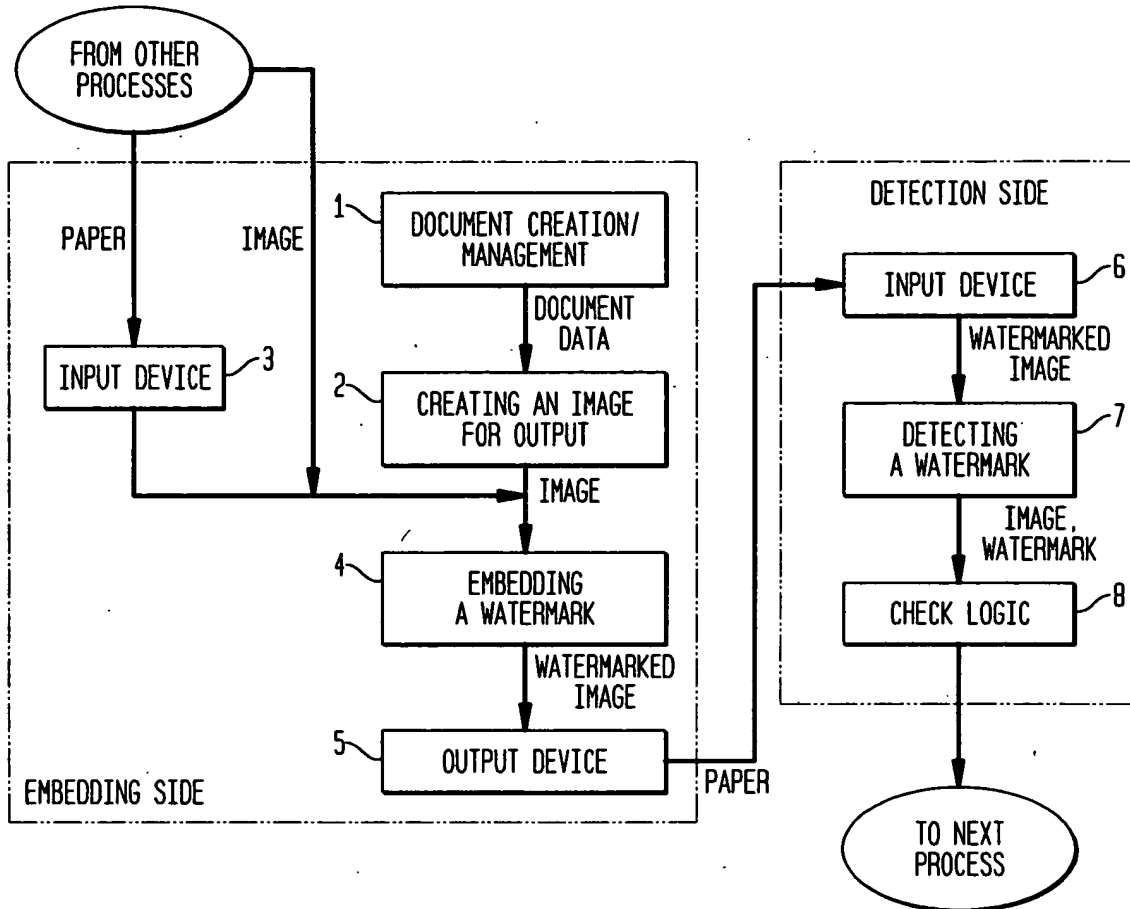 FROM OTHER
PROCESSES
PAPER
IMAGE
1
DOCUMENT CREATION/
MANAGEMENT
DOCUMENT
DATA
3
INPUT DEVICE
2
CREATING AN IMAGE
FOR OUTPUT
IMAGE
4
EMBEDDING
A WATERMARK
WATERMARKED
IMAGE
5
OUTPUT DEVICE
PAPER
EMBEDDING SIDE
DETECTION SIDE
6
INPUT DEVICE
WATERMARKED
IMAGE
7
DETECTING
A WATERMARK
IMAGE,
WATERMARK
8
CHECK LOGIC
TO NEXT
PROCESS